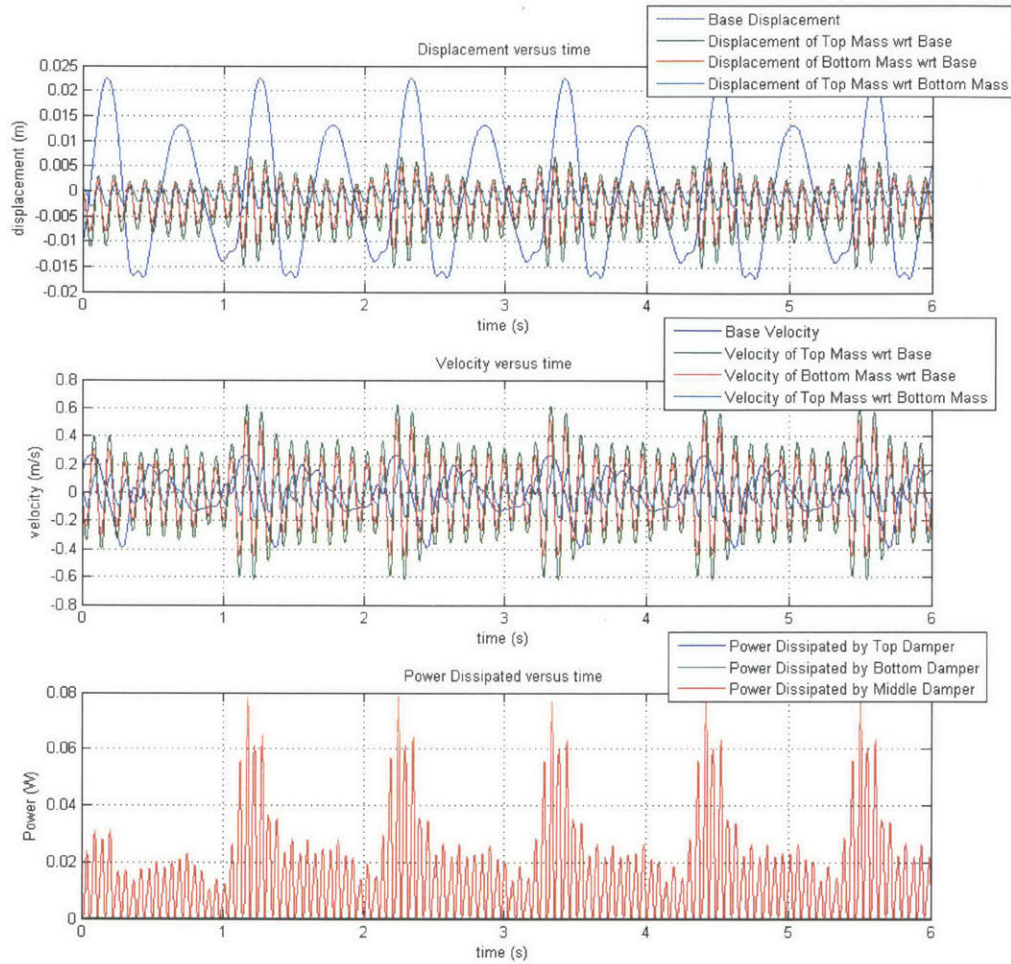 Base Displacement
Displacement of Top Mass wrt Base
Displacement of Bottom Mass wrt Base
Displacement of Top Mass wrt Bottom Mass
Displacement versus time
0.025
0.02
0.015
0.01
0.005
0
-0.005
-0.01
-0.015
-0.02
displacement (m)
0 1 2 3 4 5 6
time (s)
Base Velocity
Velocity of Top Mass wrt Base
Velocity of Bottom Mass wrt Base
Velocity of Top Mass wrt Bottom Mass
Velocity versus time
0.8
0.6
0.4
0.2
0
-0.2
-0.4
-0.6
-0.8
velocity (m/s)
0 1 2 3 4 5 6
time (s)
Power Dissipated by Top Damper
Power Dissipated by Bottom Damper
Power Dissipated by Middle Damper
Power Dissipated versus time
0.08
0.06
0.04
0.02
0
Power (W)
0 1 2 3 4 5 6
time (s)